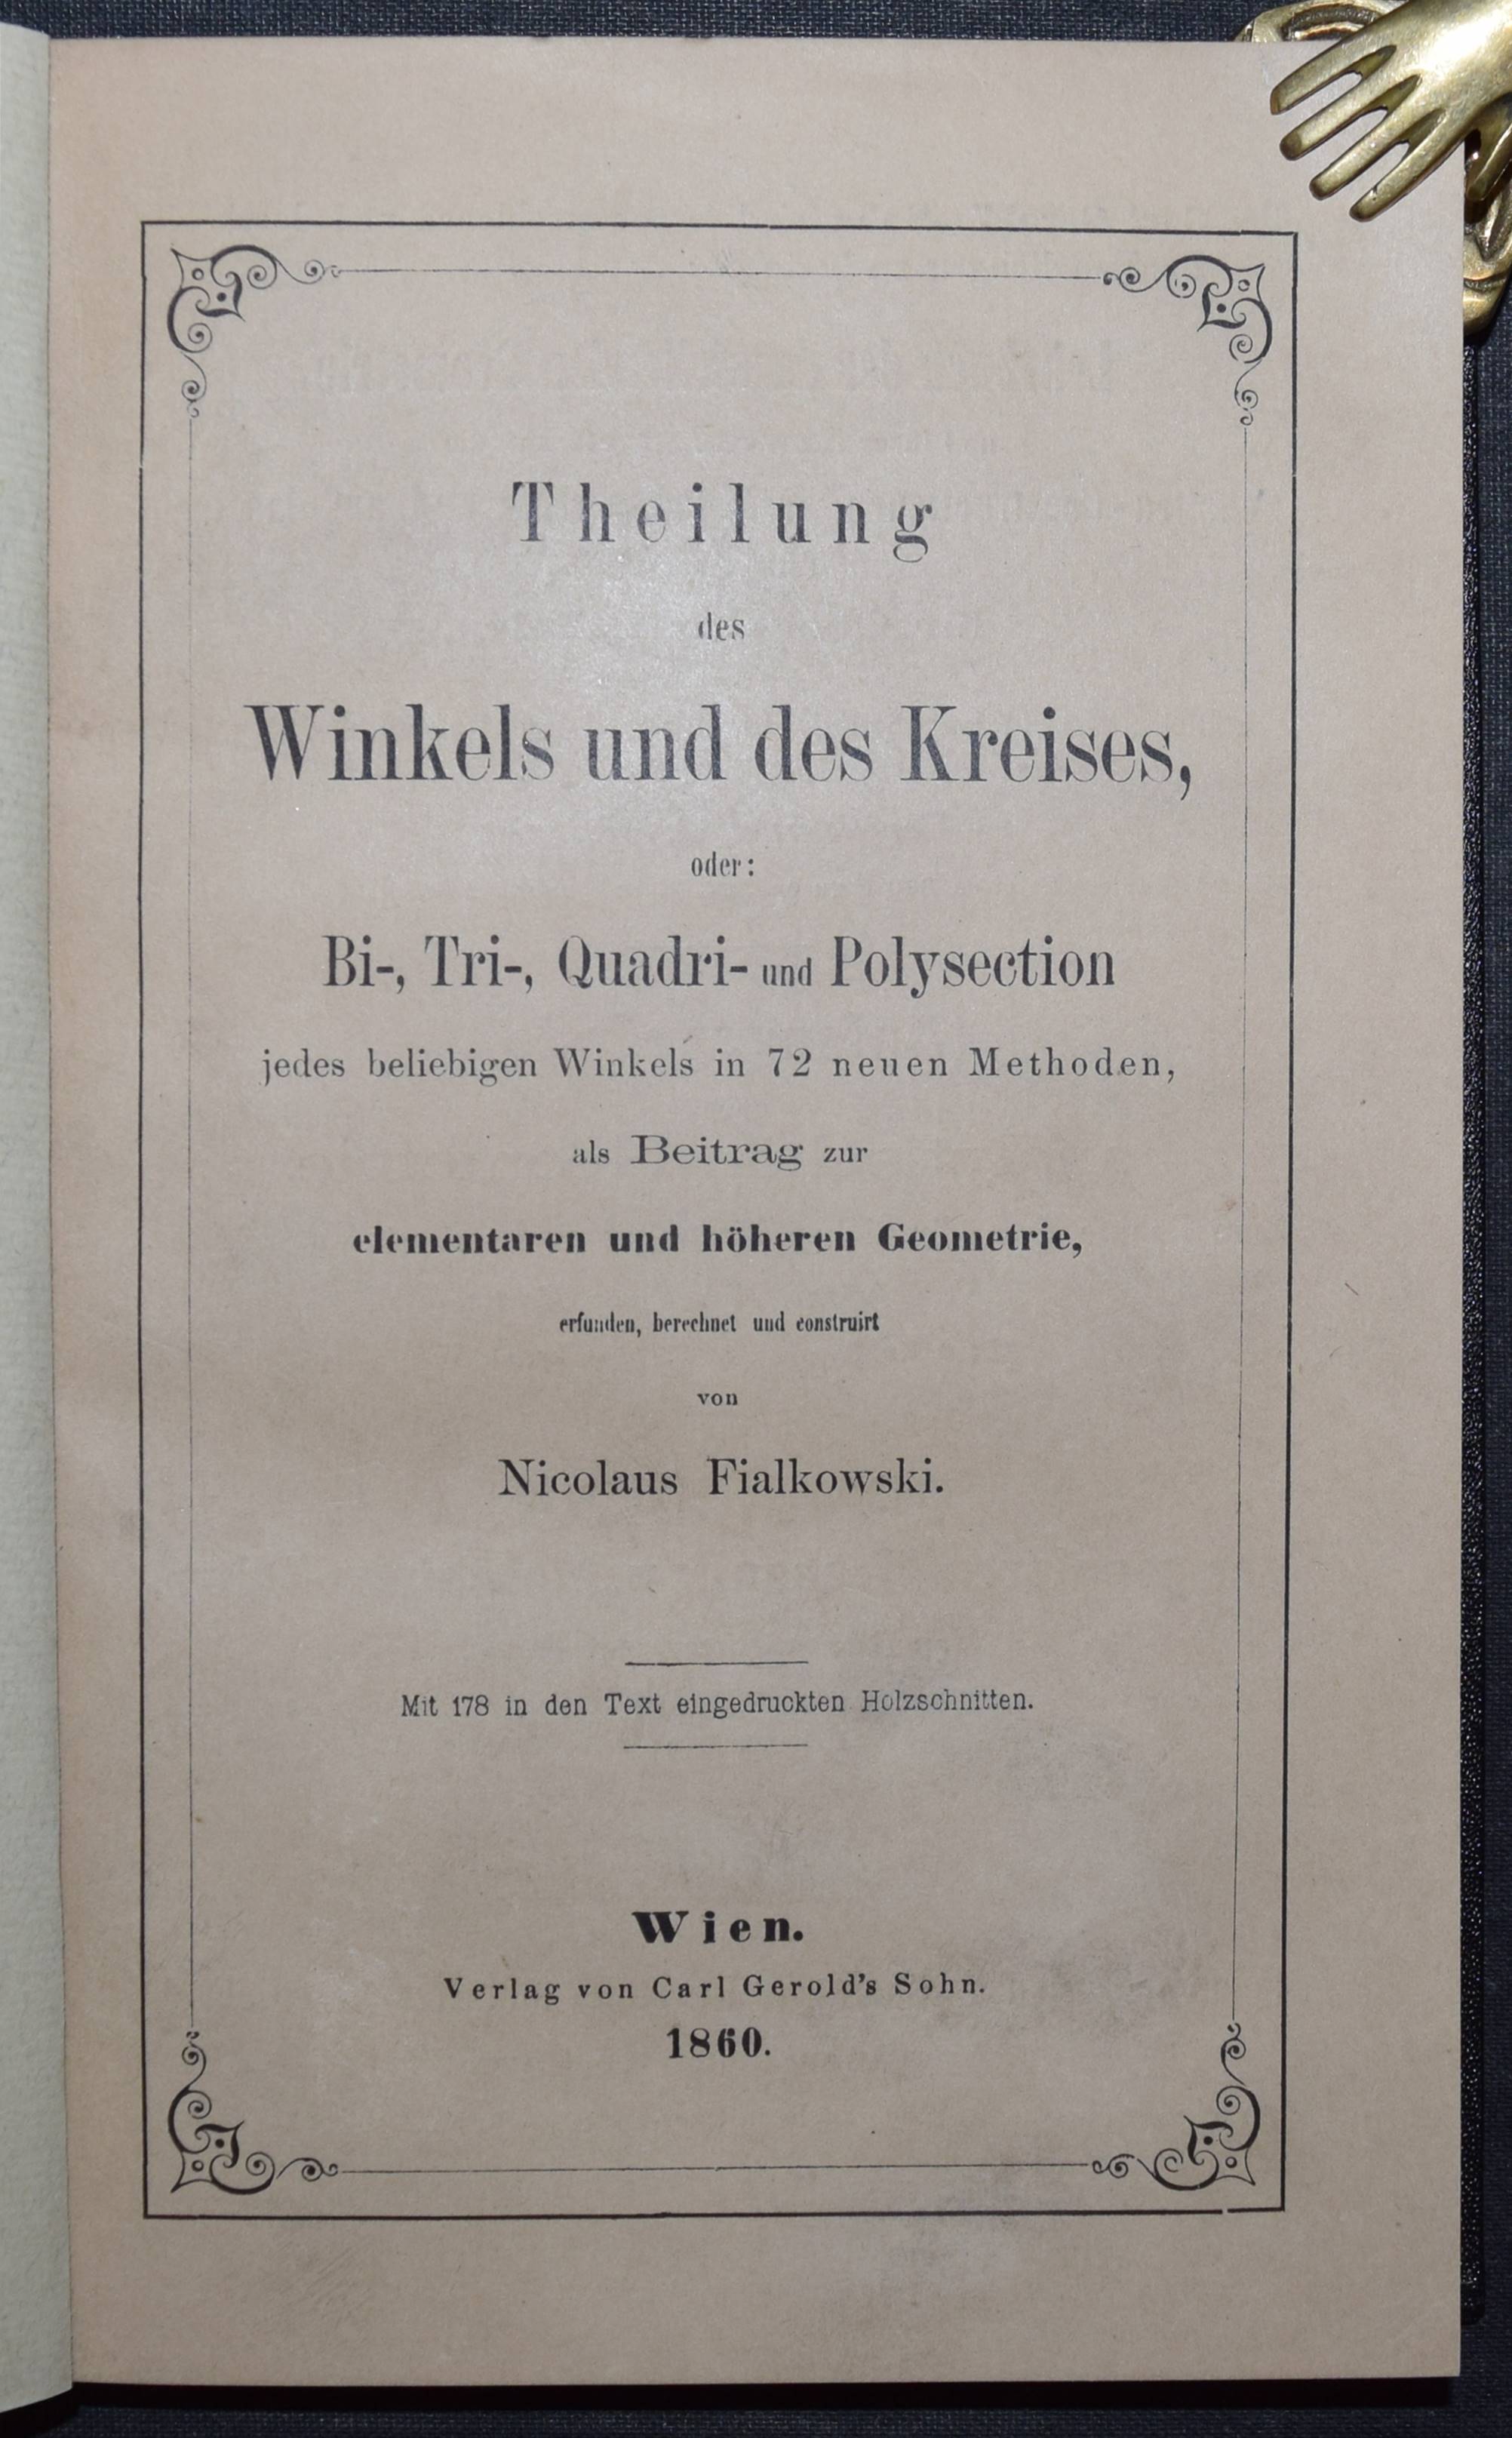 Theilung
des
Winkels und des Kreises,
oder:
Bi-, Tri-, Quadri- und Polysection
jedes beliebigen Winkels in 72 neuen Methoden,
als Beitrag zur
elementaren und höheren Geometrie,
erfunden, berechnet und construirt
von
Nicolaus Fialkowski.
Mit 178 in den Text eingedruckten Holzschnitten.
Wien.
Verlag von Carl Gerold's Sohn.
1860.